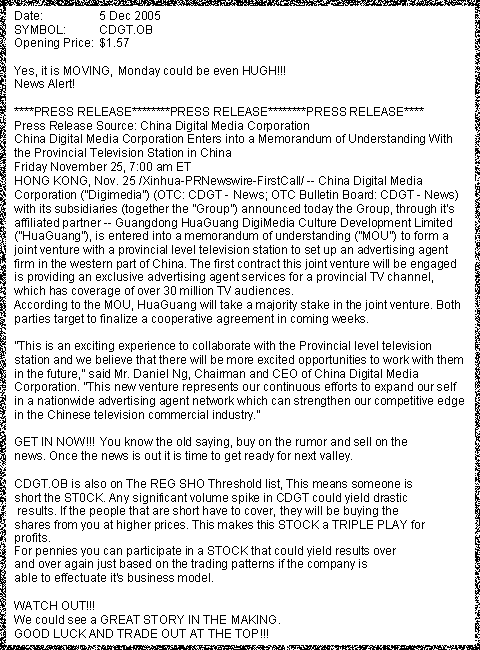 Date: 5 Dec 2005
SYMBOL: CDGT.OB
Opening Price: $1.57
Yes, it is MOVING, Monday could be even HUGH!!!
News Alert!
****PRESS RELEASE********PRESS RELEASE********PRESS RELEASE****
Press Release Source: China Digital Media Corporation
China Digital Media Corporation Enters into a Memorandum of Understanding With
the Provincial Television Station in China
Friday November 25, 7:00 am ET
HONG KONG, Nov. 25 /Xinhua-PRNewswire-FirstCall/ -- China Digital Media
Corporation ("Digimedia") (OTC: CDGT - News; OTC Bulletin Board: CDGT - News)
with its subsidiaries (together the "Group") announced today the Group, through it's
affiliated partner -- Guangdong HuaGuang DigiMedia Culture Development Limited
("HuaGuang"), is entered into a memorandum of understanding ("MOU") to form a
joint venture with a provincial level television station to set up an advertising agent
firm in the western part of China. The first contract this joint venture will be engaged
is providing an exclusive advertising agent services for a provincial TV channel,
which has coverage of over 30 million TV audiences.
According to the MOU, HuaGuang will take a majority stake in the joint venture. Both
parties target to finalize a cooperative agreement in coming weeks.
"This is an exciting experience to collaborate with the Provincial level television
station and we believe that there will be more excited opportunities to work with them
in the future," said Mr. Daniel Ng, Chairman and CEO of China Digital Media
Corporation. "This new venture represents our continuous efforts to expand our self
in a nationwide advertising agent network which can strengthen our competitive edge
in the Chinese television commercial industry."
GET IN NOW!!! You know the old saying, buy on the rumor and sell on the
news. Once the news is out it is time to get ready for next valley.
CDGT.OB is also on The REG SHO Threshold list, This means someone is
short the ST0CK. Any significant volume spike in CDGT could yield drastic
results. If the people that are short have to cover, they will be buying the
shares from you at higher prices. This makes this STOCK a TRIPLE PLAY for
profits.
For pennies you can participate in a STOCK that could yield results over
and over again just based on the trading patterns if the company is
able to effectuate it's business model.
WATCH OUT!!!
We could see a GREAT STORY IN THE MAKING.
GOOD LUCK AND TRADE OUT AT THE TOP!!!